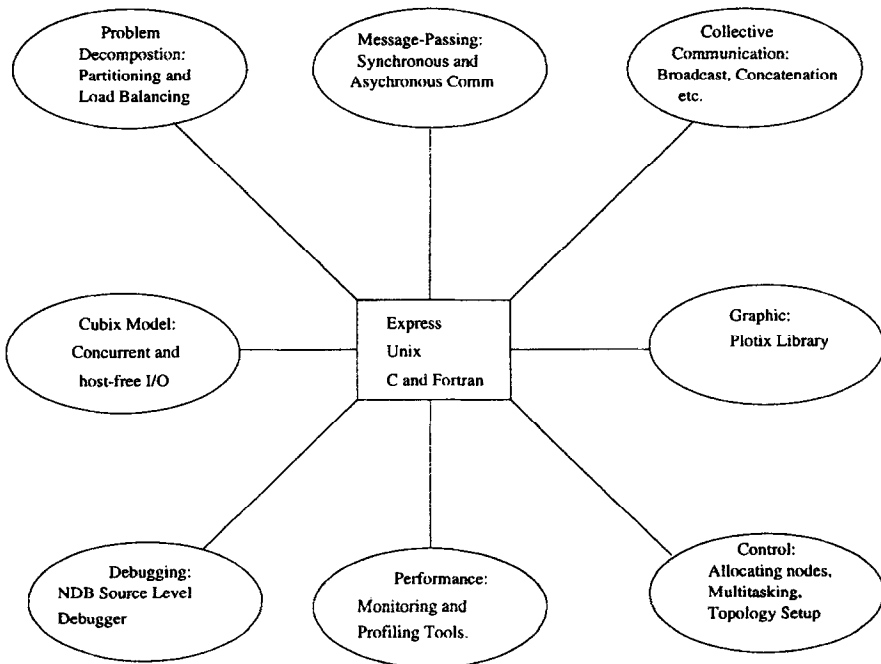 Problem
Decompostion:
Partitioning and
Load Balancing
Message-Passing:
Synchronous and
Asychronous Comm
Collective
Communication:
Broadcast, Concatenation
etc.
Cubix Model:
Concurrent and
host-free I/O
Express
Unix
C and Fortran
Graphic:
Plotix Library
Debugging:
NDB Source Level
Debugger
Performance:
Monitoring and
Profiling Tools.
Control:
Allocating nodes,
Multitasking,
Topology Setup